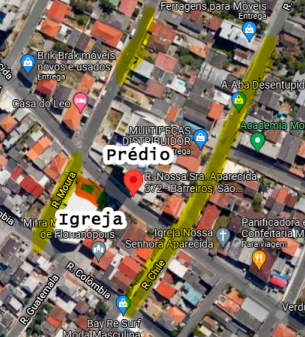 Ferragens para Móveis
Entrega
Brik Brak móveis
novos e usados
Entrega
A-Aba Desentupid
Casa do Leo
MULTIPEÇAS
DISTRIBUIDOR
rega
Academia Mo
Prédio
R. Nossa Sra. Aparecida,
372 - Barreiros, São...
R. Moura
Igreja
Mitra M
de Florianópolis
Igreja Nossa
Senhora Aparecida
Panificadora e
Confeitaria M
Para Viagem
R. Colômbia
R. Chile
R. Guatemala
Bay Re Surf
Moda Masculina
Verdu